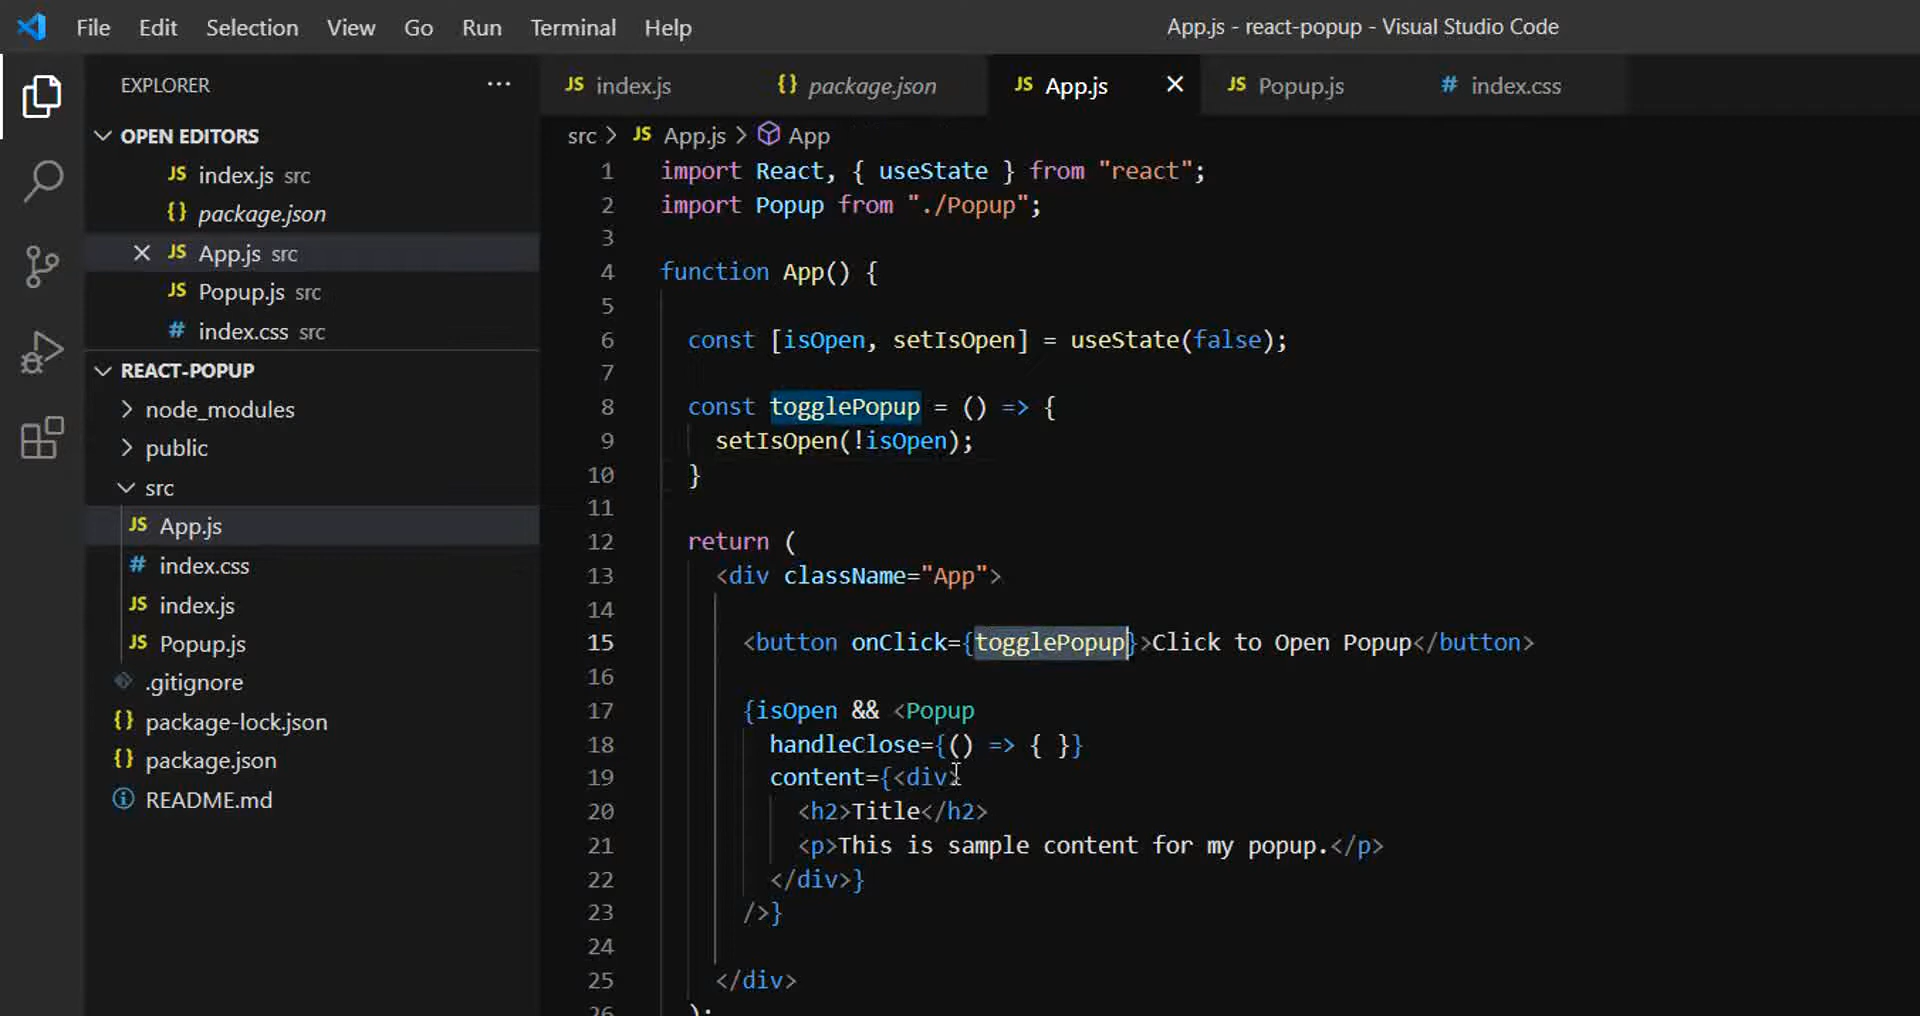 File Edit Selection View Go Run Terminal Help App.js - react-popup - Visual Studio Code
EXPLORER ···
OPEN EDITORS
JS index.js src
{} package.json
JS App.js src
JS Popup.js src
# index.css src
REACT-POPUP
node_modules
public
src
JS App.js
# index.css
JS index.js
JS Popup.js
.gitignore
{} package-lock.json
{} package.json
README.md
JS index.js {} package.json JS App.js JS Popup.js # index.css
src > JS App.js > App
1 import React, { useState } from "react";
2 import Popup from "./Popup";
3
4 function App() {
5
6 const [isOpen, setIsOpen] = useState(false);
7
8 const togglePopup = () => {
9 setIsOpen(!isOpen);
10 }
11
12 return (
13 <div className="App">
14
15 <button onClick={togglePopup}>Click to Open Popup</button>
16
17 {isOpen && <Popup
18 handleClose={() => { }}
19 content={<div>
20 <h2>Title</h2>
21 <p>This is sample content for my popup.</p>
22 </div>}
23 />}
24
25 </div>
26 );